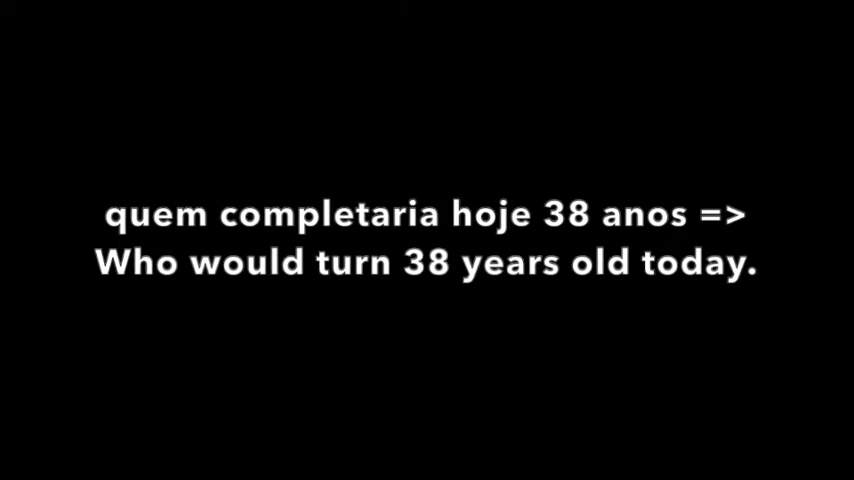 quem completaria hoje 38 anos =>
Who would turn 38 years old today.